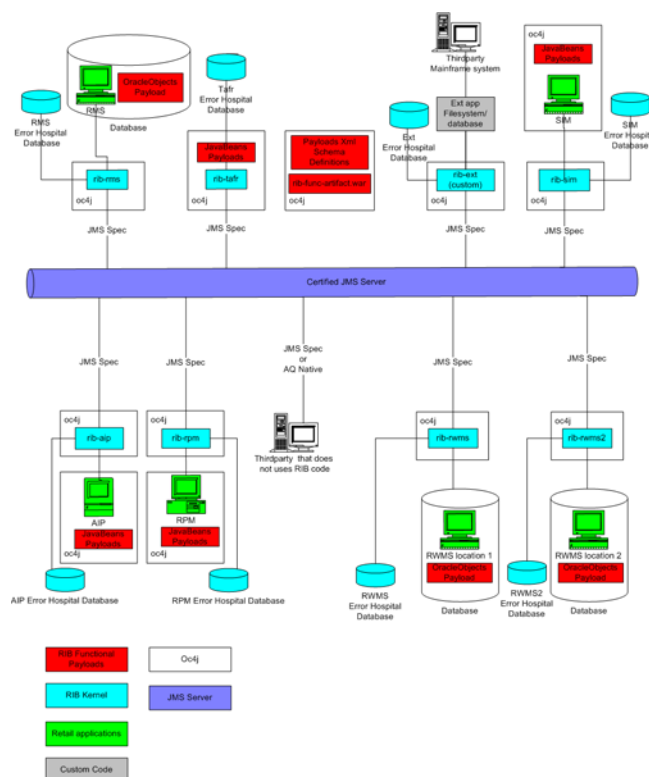 oc4j
JavaBeans
Payloads
Thirdparty
Mainframe system
OracleObjects
Payload
RMS
Tafr
Error Hospital
Database
RMS
Error Hospital
Database
Database
Ext app
Filesystem/
database
SIM
SIM
Error Hospital
Database
Ext
Error Hospital
Database
JavaBeans
Payloads
Payloads Xml
Schema
Definitions
rib-rms
rib-tafr
rib-func-artifact.war
rib-ext
(custom)
rib-sim
oc4j
oc4j
oc4j
oc4j
oc4j
JMS Spec
JMS Spec
JMS Spec
JMS Spec
Certified JMS Server
JMS Spec
JMS Spec
JMS Spec
or
AQ Native
JMS Spec
JMS Spec
oc4j
oc4j
oc4j
oc4j
rib-aip
rib-rpm
rib-rwms
rib-rwms2
Thirdparty that does
not uses RIB code
AIP
RPM
JavaBeans
Payloads
JavaBeans
Payloads
oc4j
oc4j
RWMS location 1
RWMS location 2
OracleObjects
Payload
OracleObjects
Payload
AIP Error Hospital Database
RPM Error Hospital Database
RWMS
Error Hospital
Database
Database
RWMS2
Error Hospital
Database
Database
RIB Functional
Payloads
Oc4j
RIB Kernel
JMS Server
Retail applications
Custom Code